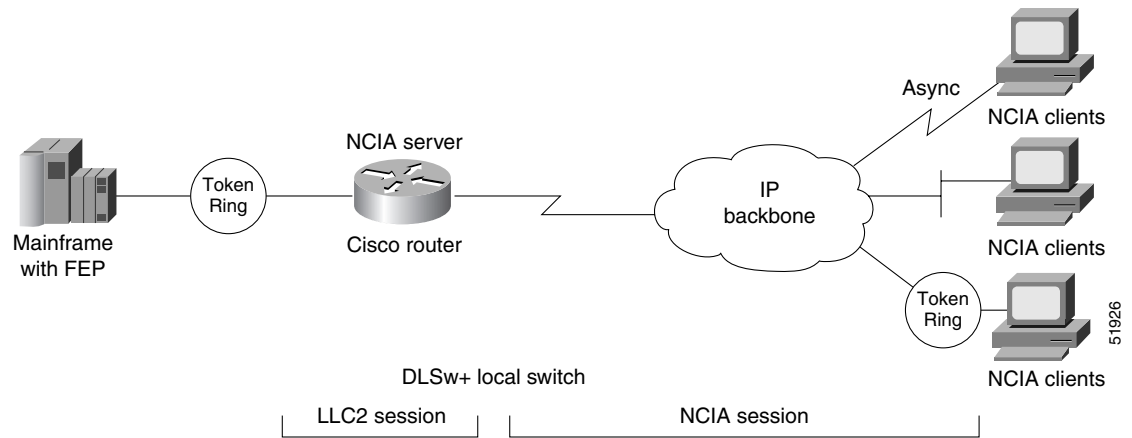 Async
NCIA clients
NCIA server
Token
Ring
IP
backbone
Mainframe
with FEP
Cisco router
NCIA clients
Token
Ring
NCIA clients
51926
DLSw+ local switch
LLC2 session
NCIA session